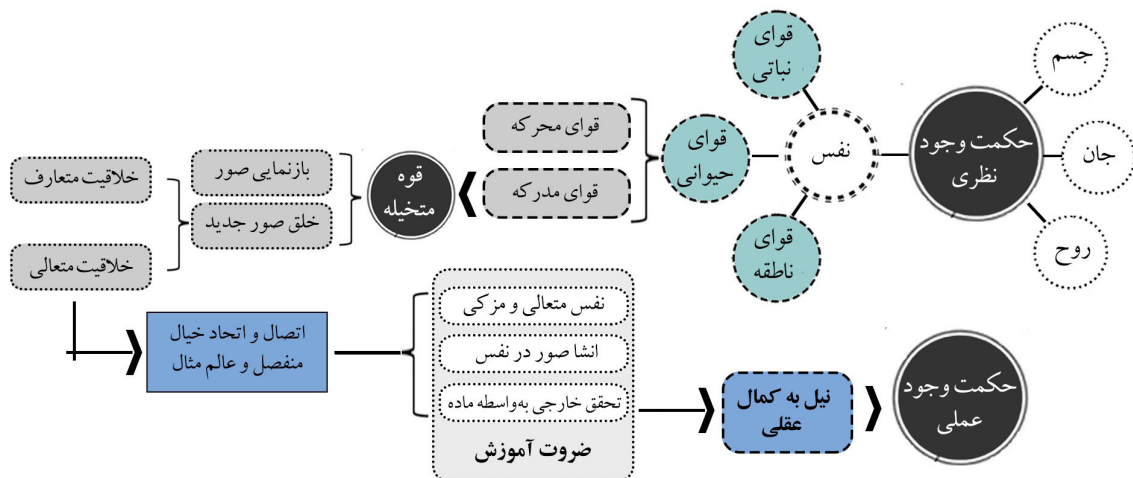 جسم
جان
روح
حکمت وجود
نظری
نفس
قوای
نباتی
قوای
حیوانی
قوای
ناطقه
قوای محرکه
قوای مدرکه
قوه
متخیله
بازنمایی صور
خلق صور جدید
خلاقیت متعارف
خلاقیت متعالی
اتصال و اتحاد خیال
منفصل و عالم مثال
نفس متعالی و مزکی
انشا صور در نفس
تحقق خارجی به‌واسطه ماده
ضروت آموزش
نیل به کمال
عقلی
حکمت وجود
عملی